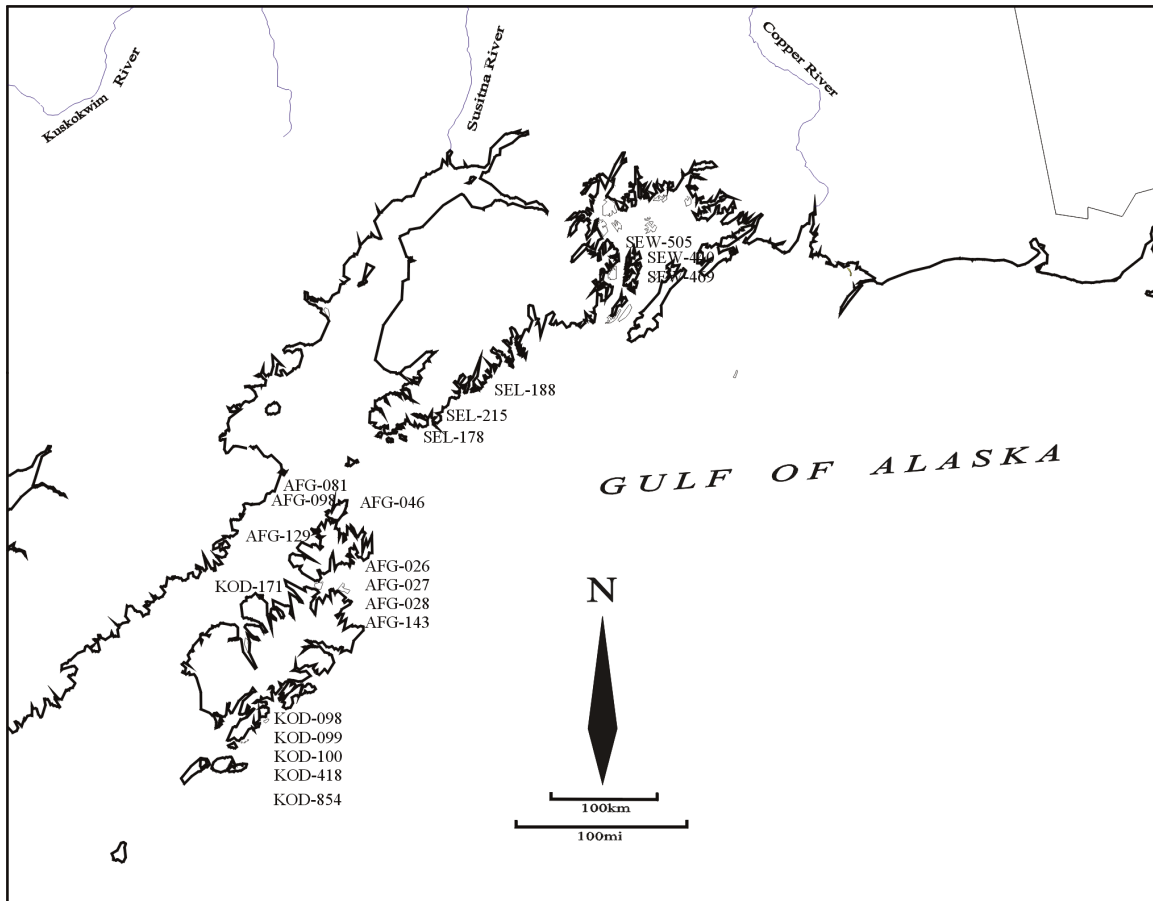 Kuskokwim River
Susitna River
Copper River
SEW-505
SEW-469
SEL-188
SEL-215
SEL-178
GULF OF ALASKA
AFG-081
AFG-098
AFG-046
AFG-129
AFG-026
KOD-171
AFG-027
AFG-028
AFG-143
N
KOD-098
KOD-099
KOD-100
KOD-418
KOD-854
100km
100mi